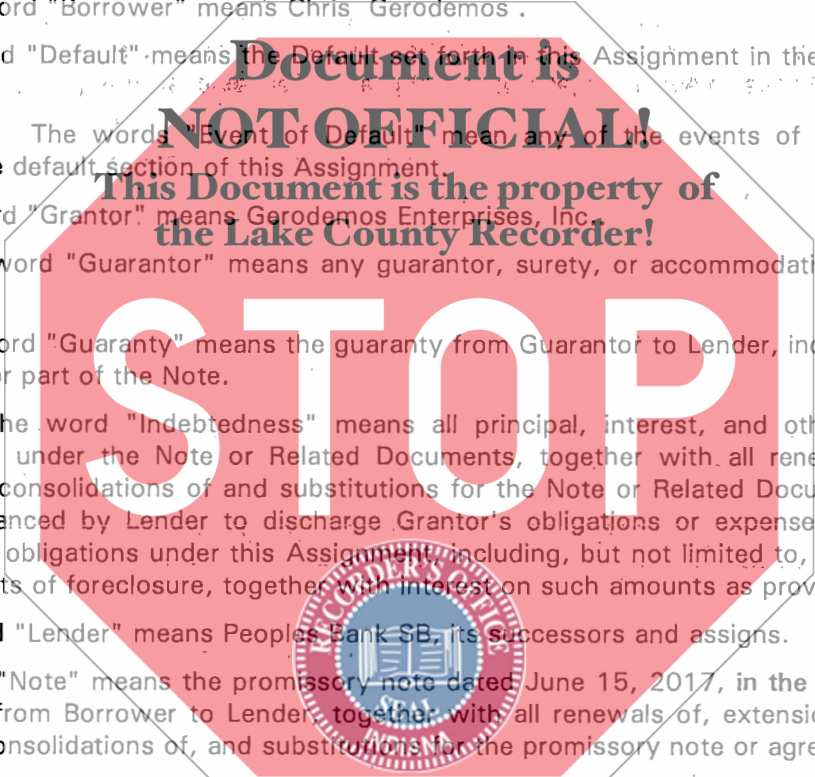 ord "Borrower" means Chris Gerodemos .
d "Default" means the Default set forth in this Assignment in the
Document is
NOT OFFICIAL!
The words "Event of Default" mean any of the events of
default section of this Assignment.
This Document is the property of
rd "Grantor" means Gerodemos Enterprises, Inc..
the Lake County Recorder!
word "Guarantor" means any guarantor, surety, or accommodati
STOP
ord "Guaranty" means the guaranty from Guarantor to Lender, inc
r part of the Note.
he word "Indebtedness" means all principal, interest, and oth
under the Note or Related Documents, together with all rene
consolidations of and substitutions for the Note or Related Docu
enced by Lender to discharge Grantor's obligations or expense
obligations under this Assignment, including, but not limited to,
ts of foreclosure, together with interest on such amounts as prov
"Lender" means Peoples Bank SB, its successors and assigns.
RECORDER'S OFFICE
SEAL
INDIANA
"Note" means the promissory note dated June 15, 2017, in the
from Borrower to Lender, together with all renewals of, extensio
onsolidations of, and substitutions for the promissory note or agre